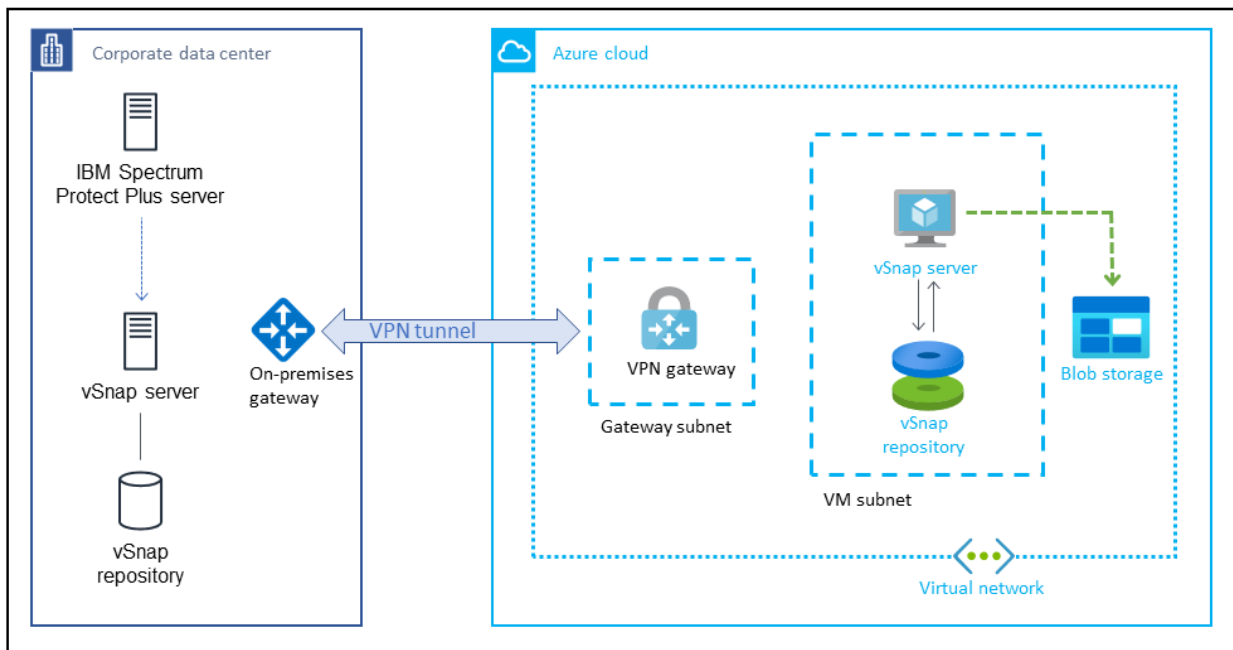 Corporate data center
IBM Spectrum
Protect Plus server
vSnap server
vSnap
repository
On-premises
gateway
VPN tunnel
Azure cloud
VPN gateway
Gateway subnet
vSnap server
vSnap
repository
VM subnet
Blob storage
Virtual network